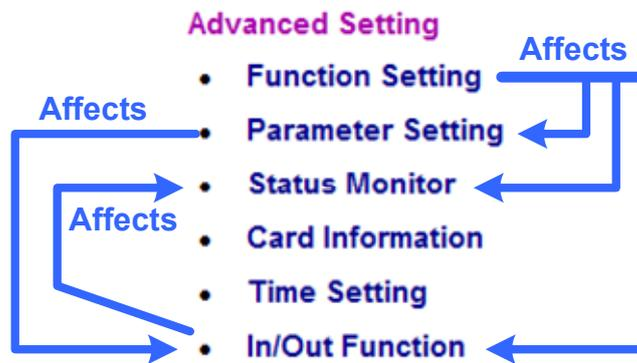 Advanced Setting
Affects
• Function Setting
Affects
• Parameter Setting
• Status Monitor
Affects
• Card Information
• Time Setting
• In/Out Function